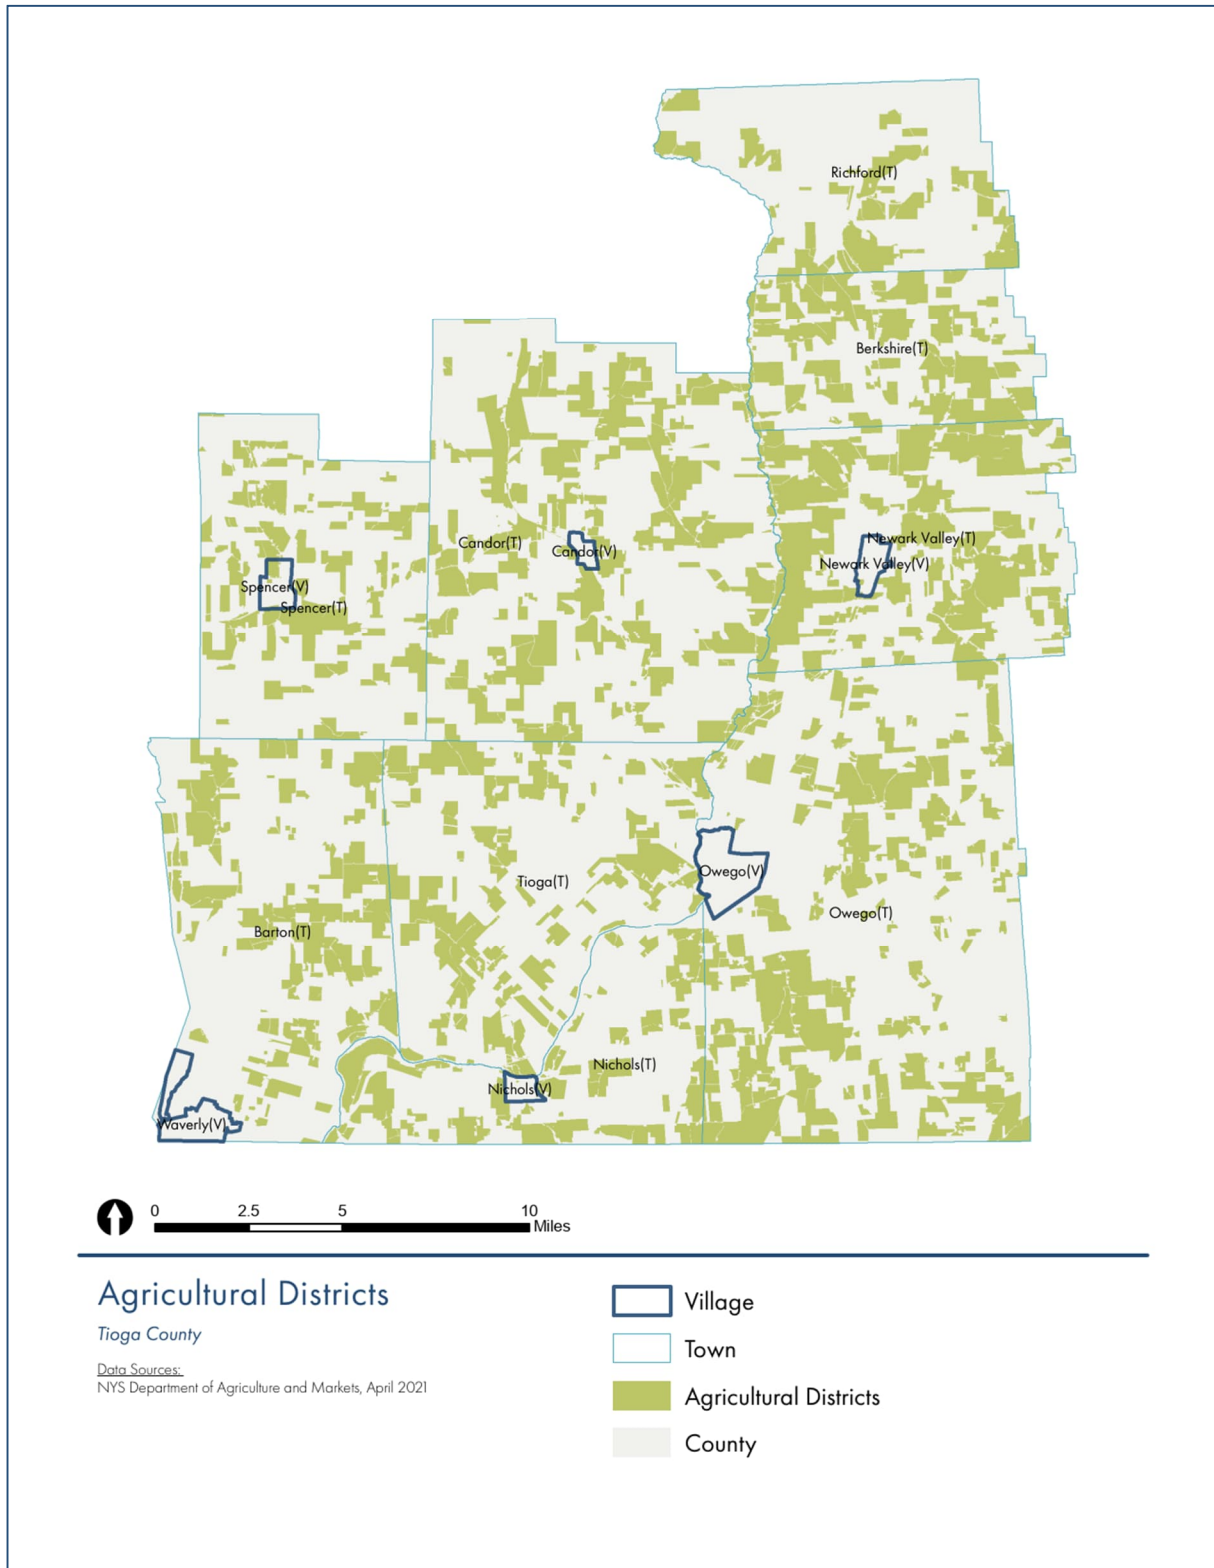 Richford(T)
Berkshire(T)
Newark Valley(T)
Candor(T)
Candor(V)
Newark Valley(V)
Spencer(V)
Spencer(T)
Owego(V)
Tioga(T)
Owego(T)
Barton(T)
Nichols(T)
Nichols(V)
Waverly(V)
0 2.5 5 10
Miles
Agricultural Districts
Tioga County
Data Sources:
NYS Department of Agriculture and Markets, April 2021
Village
Town
Agricultural Districts
County